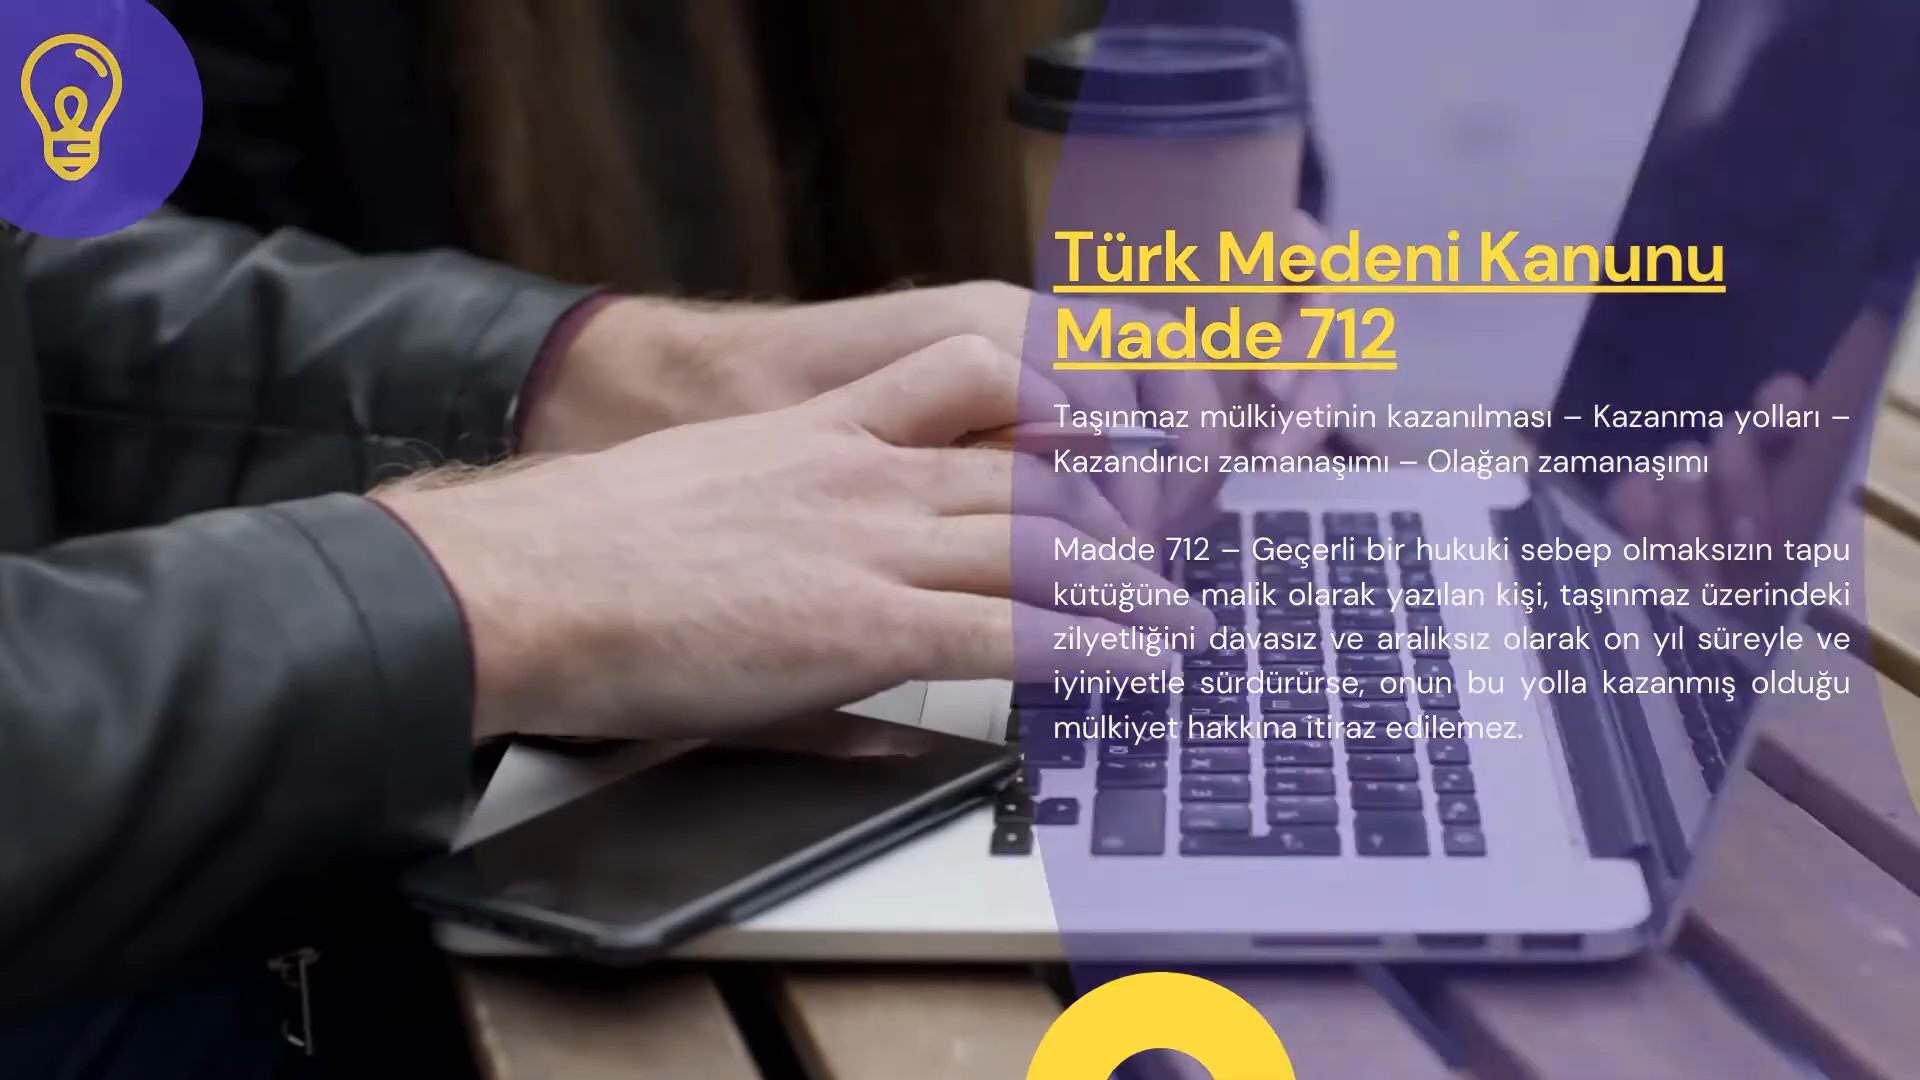 Türk Medeni Kanunu
Madde 712
Taşınmaz mülkiyetinin kazanılması – Kazanma yolları –
Kazandırıcı zamanaşımı – Olağan zamanaşımı
Madde 712 – Geçerli bir hukuki sebep olmaksızın tapu
kütüğüne malik olarak yazılan kişi, taşınmaz üzerindeki
zilyetliğini davasız ve aralıksız olarak on yıl süreyle ve
iyiniyetle sürdürürse, onun bu yolla kazanmış olduğu
mülkiyet hakkına itiraz edilemez.